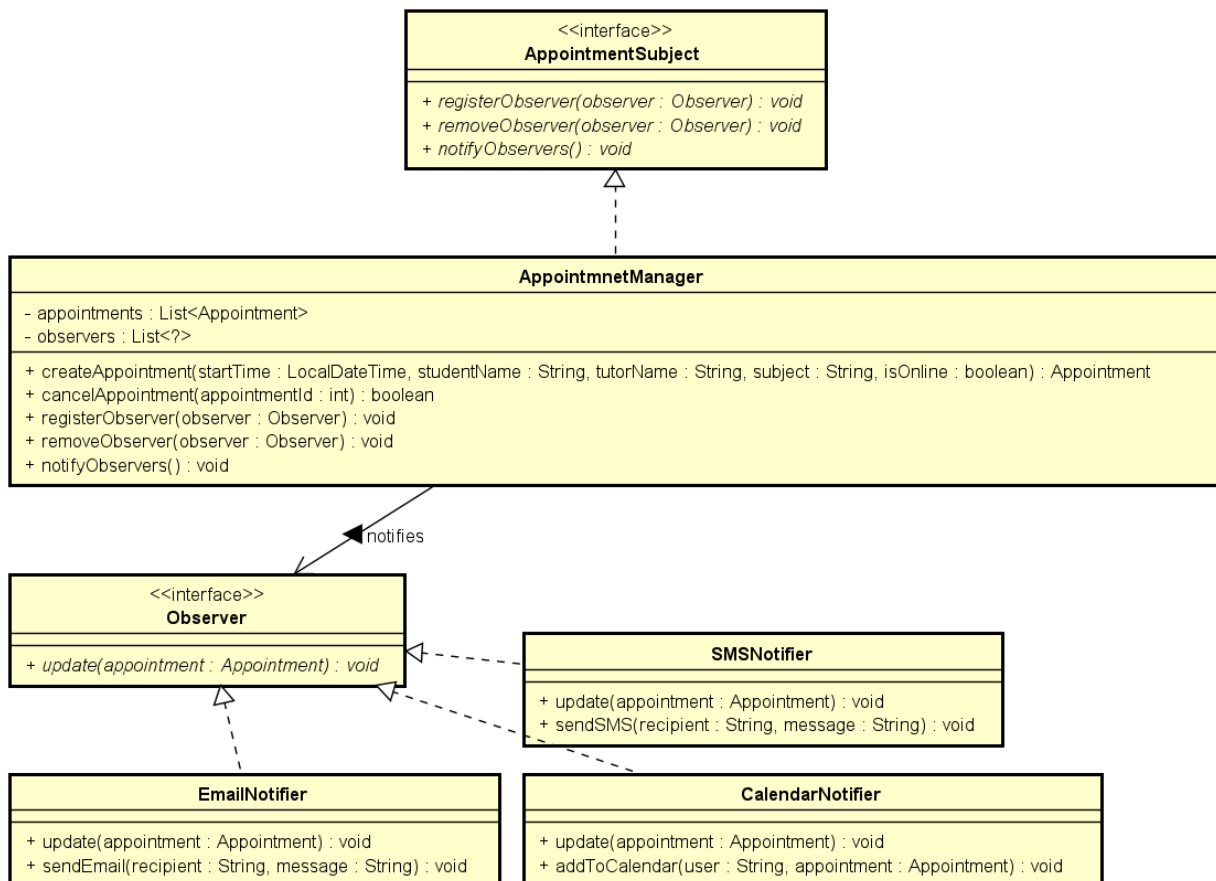 <<interface>>
AppointmentSubject
+ registerObserver(observer : Observer) : void
+ removeObserver(observer : Observer) : void
+ notifyObservers() : void
AppointmnetManager
- appointments : List<Appointment>
- observers : List<?>
+ createAppointment(startTime : LocalDateTime, studentName : String, tutorName : String, subject : String, isOnline : boolean) : Appointment
+ cancelAppointment(appointmentId : int) : boolean
+ registerObserver(observer : Observer) : void
+ removeObserver(observer : Observer) : void
+ notifyObservers() : void
notifies
<<interface>>
Observer
+ update(appointment : Appointment) : void
SMSNotifier
+ update(appointment : Appointment) : void
+ sendSMS(recipient : String, message : String) : void
EmailNotifier
+ update(appointment : Appointment) : void
+ sendEmail(recipient : String, message : String) : void
CalendarNotifier
+ update(appointment : Appointment) : void
+ addToCalendar(user : String, appointment : Appointment) : void